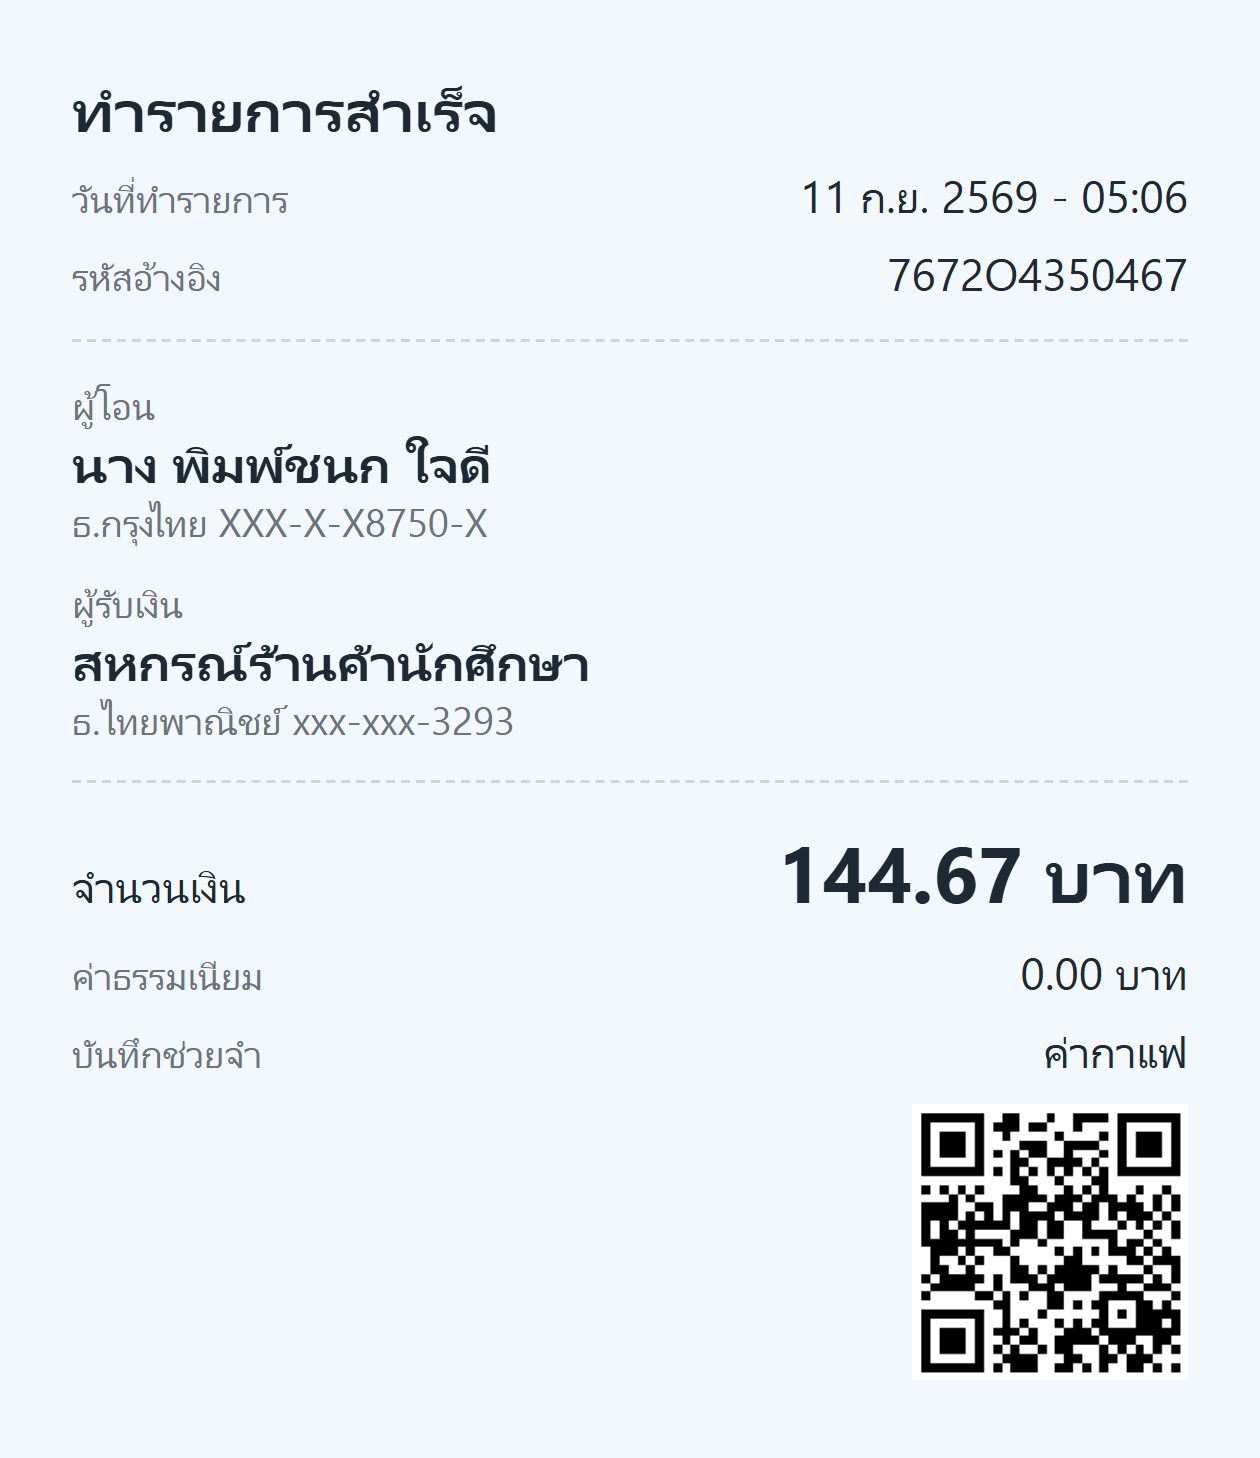 ทำรายการสำเร็จ
วันที่ทำรายการ 11 ก.ย. 2569 - 05:06
รหัสอ้างอิง 7672O4350467
ผู้โอน
นาง พิมพ์ชนก ใจดี
ธ.กรุงไทย XXX-X-X8750-X
ผู้รับเงิน
สหกรณ์ร้านค้านักศึกษา
ธ.ไทยพาณิชย์ xxx-xxx-3293
จำนวนเงิน 144.67 บาท
ค่าธรรมเนียม 0.00 บาท
บันทึกช่วยจำ ค่ากาแฟ